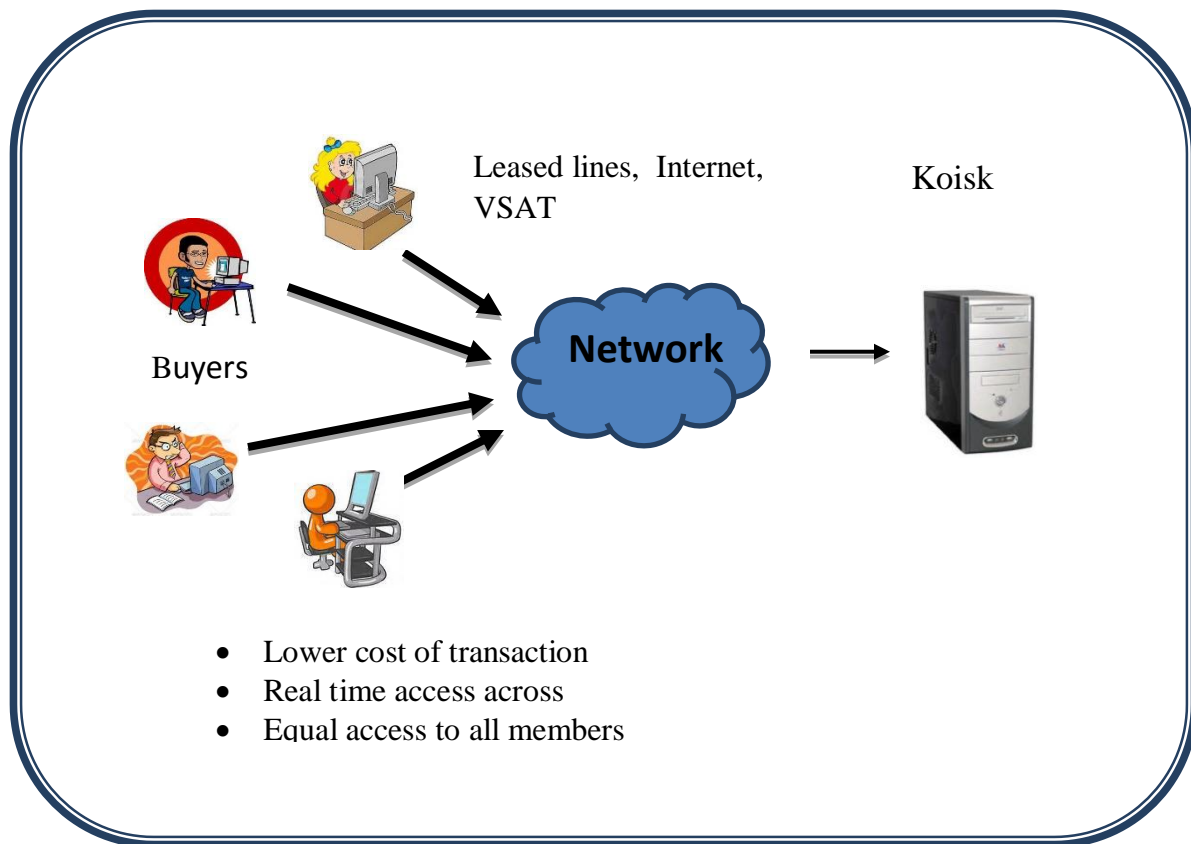 Leased lines, Internet,
VSAT
Koisk
Buyers
Network
• Lower cost of transaction
• Real time access across
• Equal access to all members